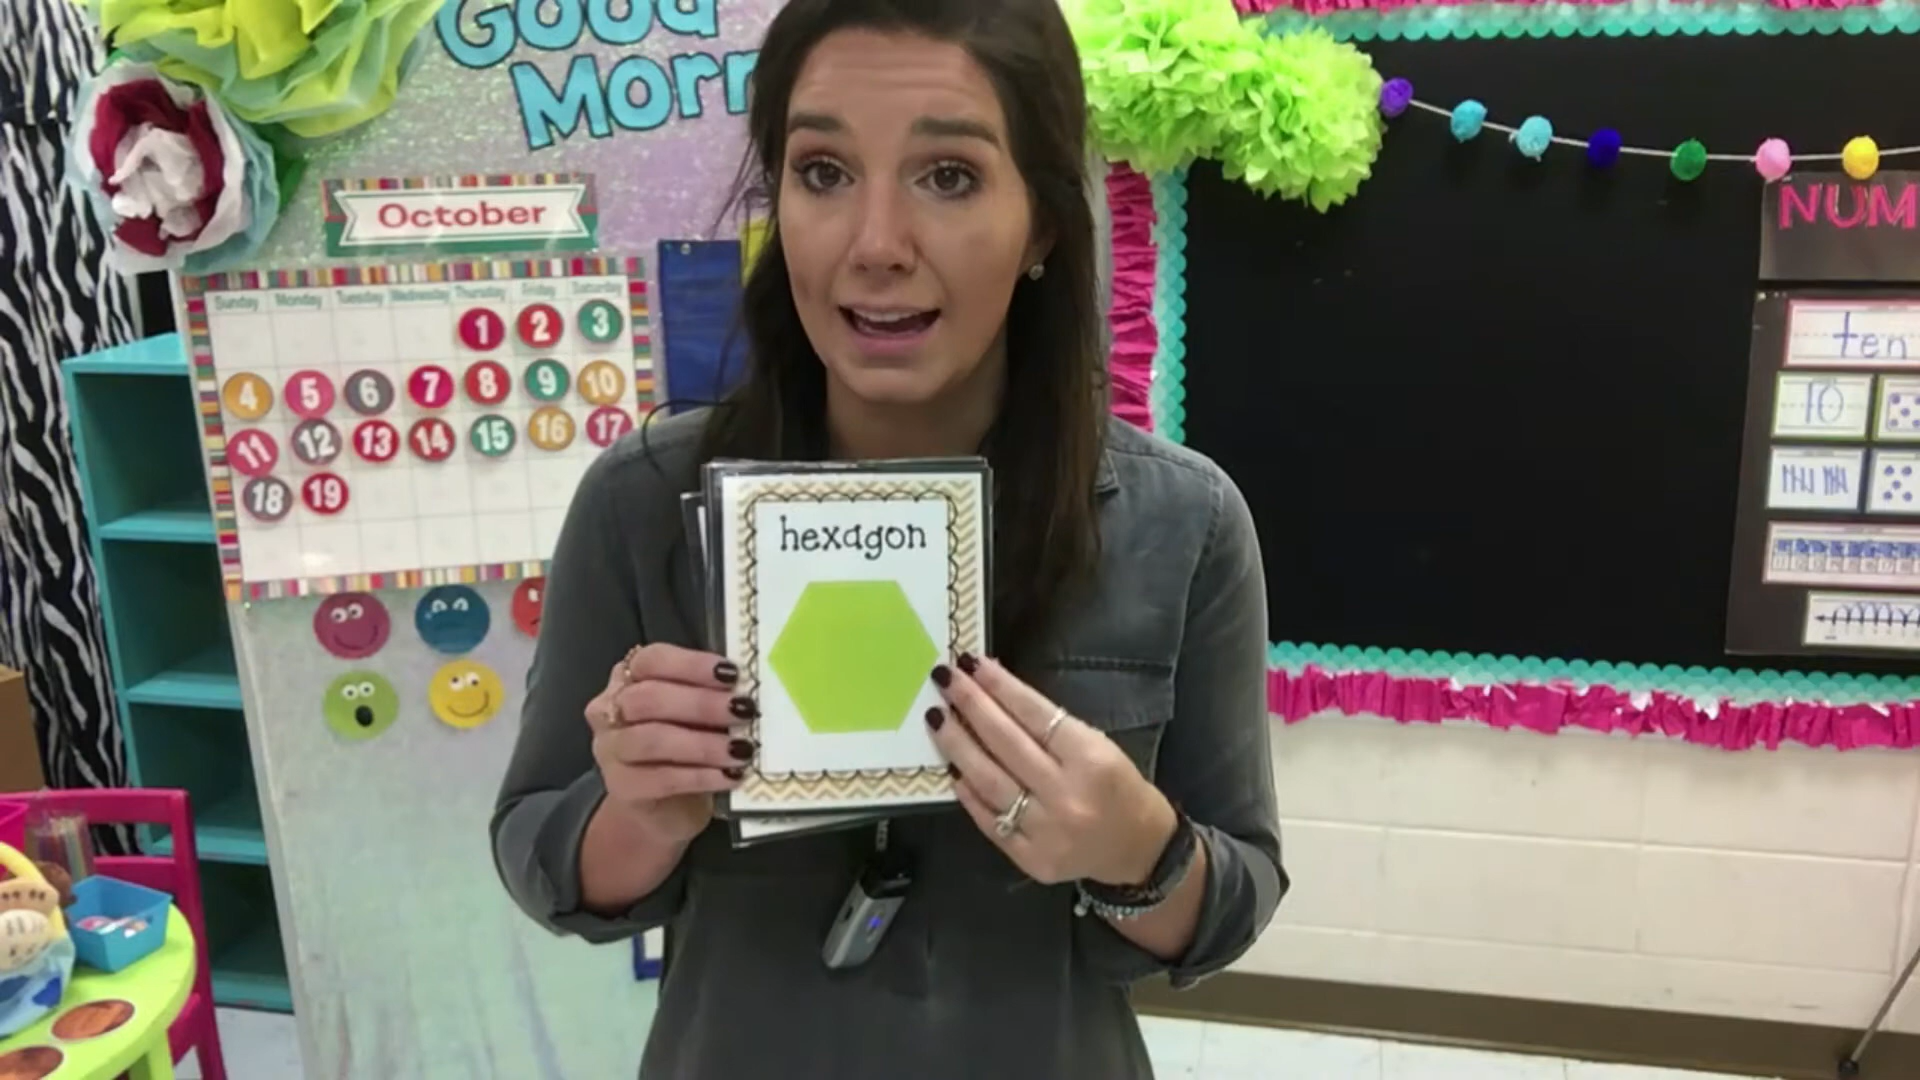 Good
Morn
October
Sunday Monday Tuesday Wednesday Thursday Friday Saturday
1 2 3
4 5 6 7 8 9 10
11 12 13 14 15 16 17
18 19
hexagon
NUM
ten
10